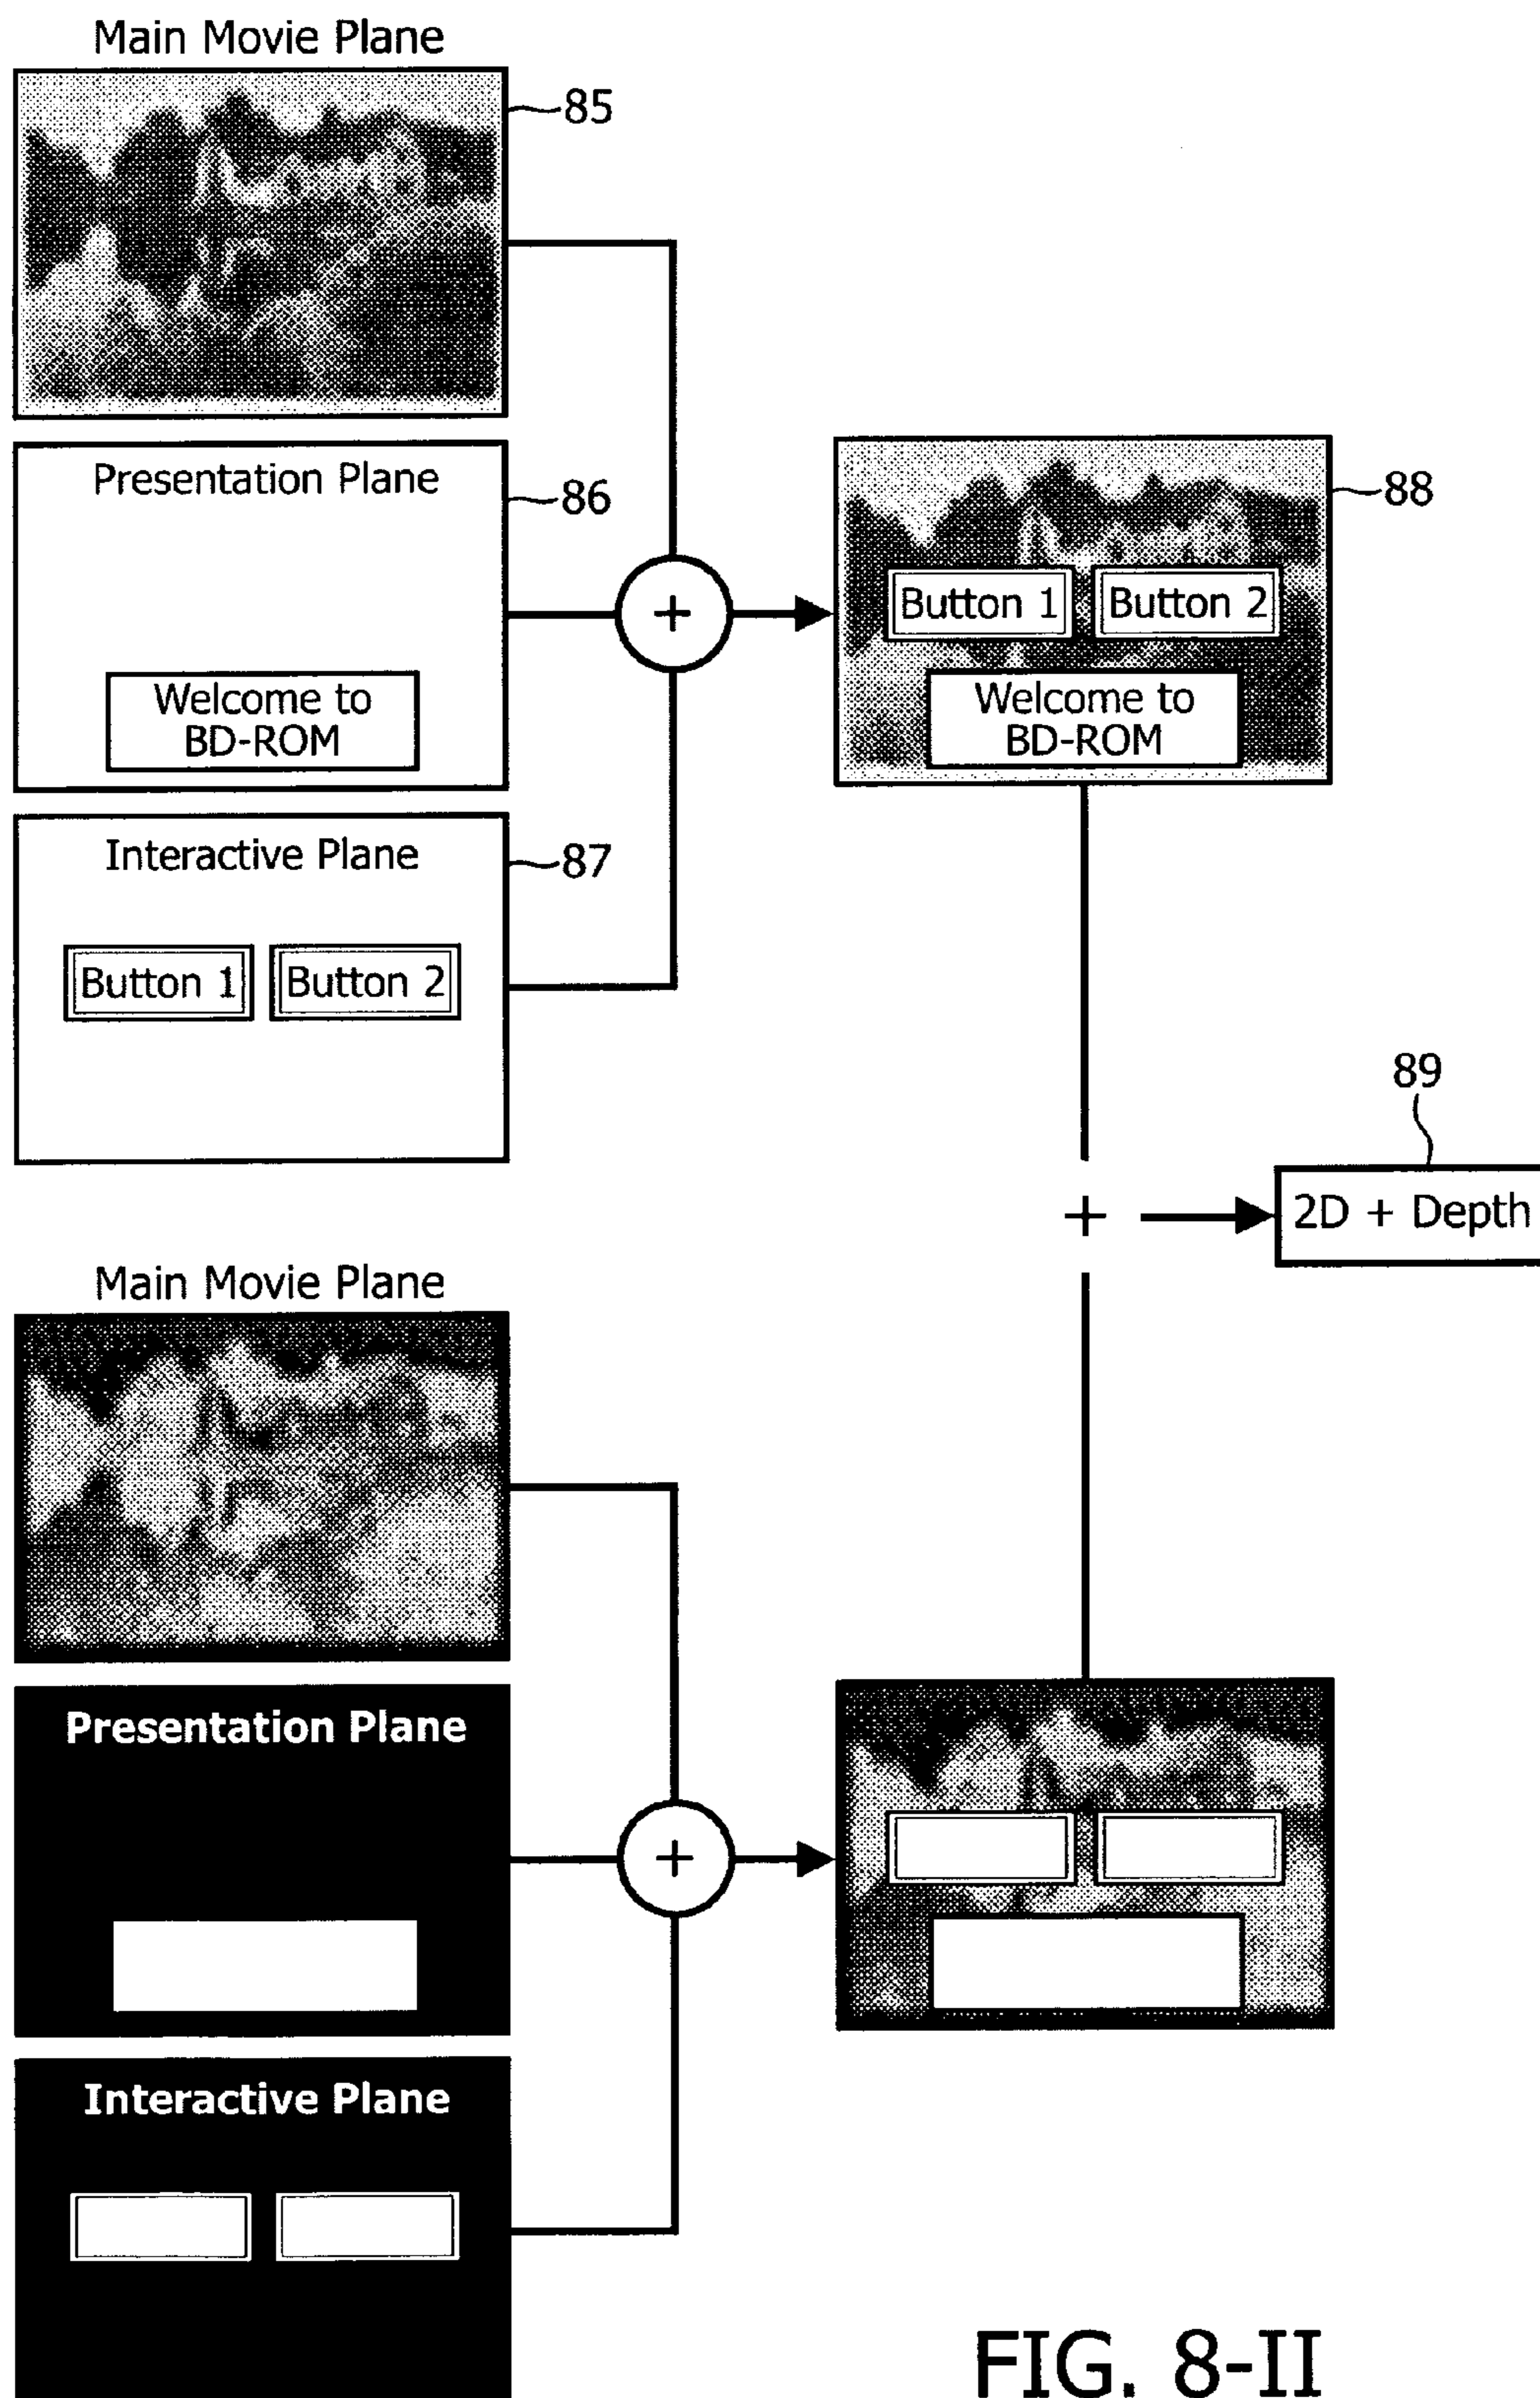 Main Movie Plane
85
Presentation Plane
86
Welcome to
BD-ROM
Interactive Plane
87
Button 1
Button 2
88
Button 1
Button 2
Welcome to
BD-ROM
+
89
+
2D + Depth
Main Movie Plane
Presentation Plane
+
Interactive Plane
FIG. 8-II